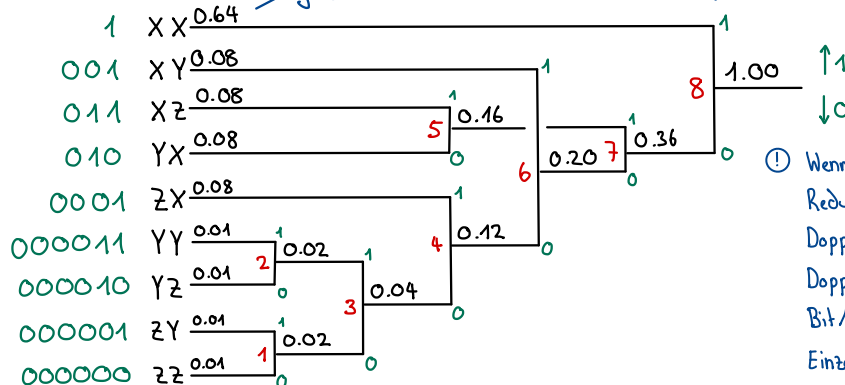 1 XX 0.64 1
001 XY 0.08 1 8 1.00 ↑1
011 XZ 0.08 1
5 0.16 1 ↓0
010 YX 0.08 0 7 0.36 0
6 0.20 0 ①
0001 ZX 0.08 1
000011 YY 0.01 1 4 0.12 0
2 0.02 1
000010 YZ 0.01 0
3 0.04 0
000001 ZY 0.01 1
1 0.02 0
000000 ZZ 0.01 0